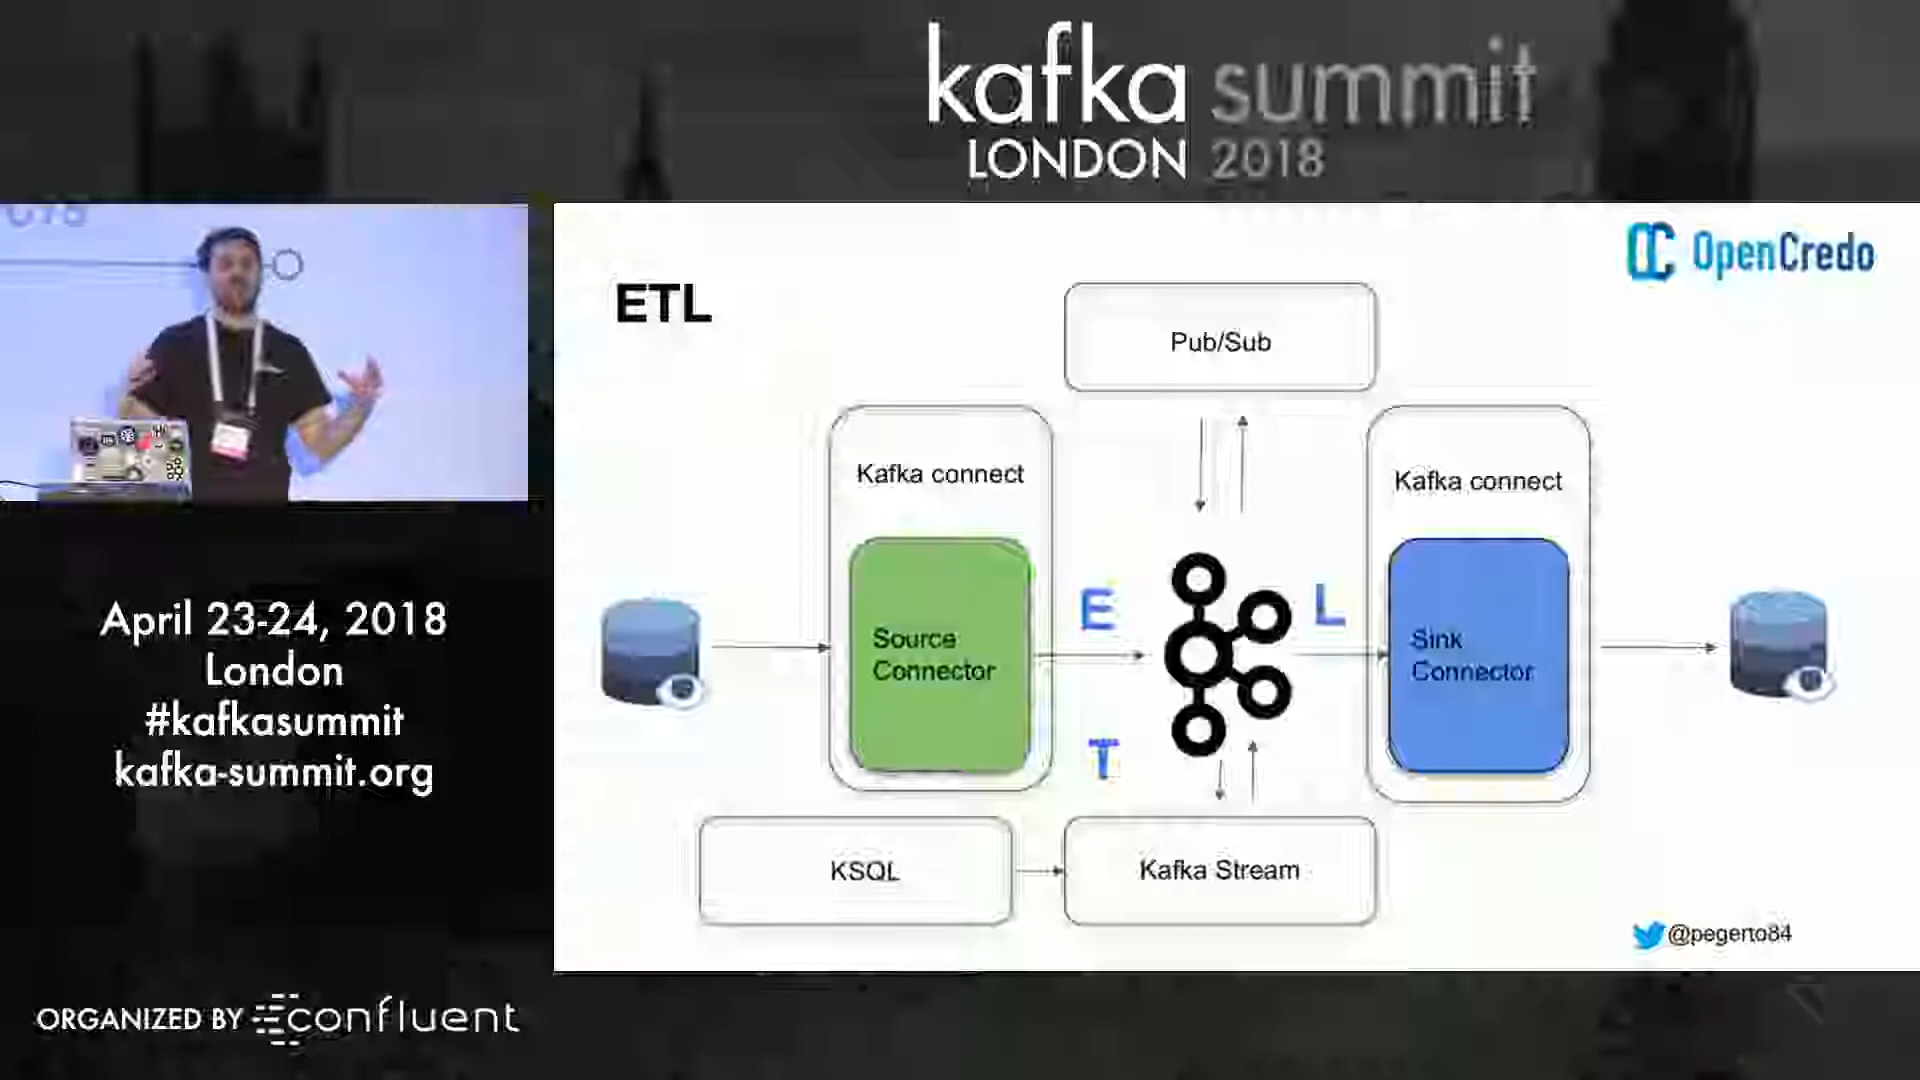 kafka summit
LONDON 2018
OpenCredo
ETL
Pub/Sub
Kafka connect
Kafka connect
E
L
Source
Connector
Sink
Connector
T
KSQL
Kafka Stream
@pegerto84
April 23-24, 2018
London
#kafkasummit
kafka-summit.org
ORGANIZED BY confluent